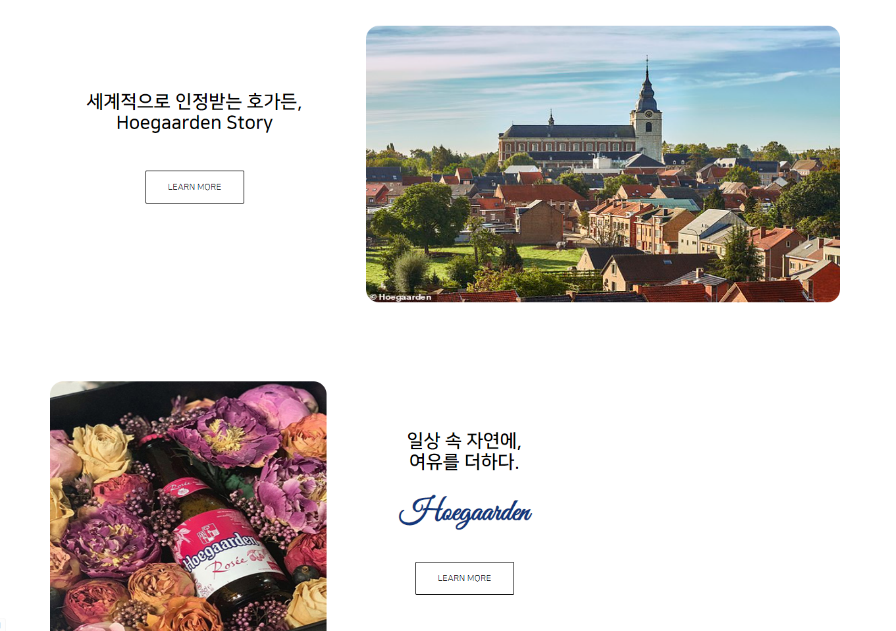 세계적으로 인정받는 호가든,
Hoegaarden Story
LEARN MORE
© Hoegaarden
일상 속 자연에,
여유를 더하다.
Hoegaarden
LEARN MORE
Hoegaarden
Rosée